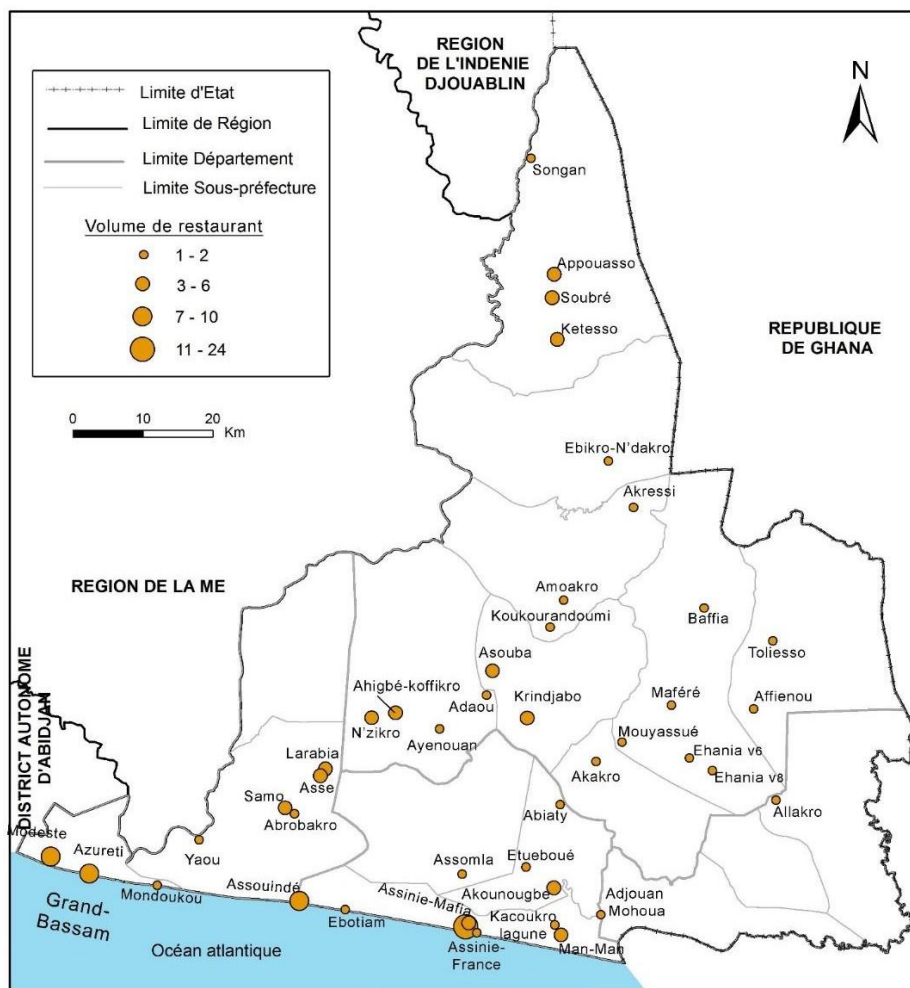 REGION
DE L'INDENIE
DJOUABLIN
N
Limite d'Etat
Limite de Région
Limite Département
Limite Sous-préfecture
Volume de restaurant
1 - 2
3 - 6
7 - 10
11 - 24
0 10 20
Km
Songan
Appouasso
Soubré
Ketesso
REPUBLIQUE
DE GHANA
Ebikro-N'dakro
Akressi
REGION DE LA ME
Amoakro
Koukourandoumi
Baffia
Toliesso
Asouba
Ahigbé-koffikro
Adaou
Krindjabo
Maféré
Affienou
N'zikro
Ayenouan
Mouyassué
DISTRICT AUTONOME
D'ABIDJAN
Larabia
Asse
Akakro
Ehania v6
Ehania v8
Samo
Abrobakro
Abiaty
Allakro
Modeste
Azureti
Yaou
Assomla
Etueboué
Mondoukou
Assouindé
Assinie-Mafia
Akounougbé
Adjouan
Mohoua
Grand-
Bassam
Ebotiam
Kacoukro
lagune
Océan atlantique
Assinie-
France
Man-Man